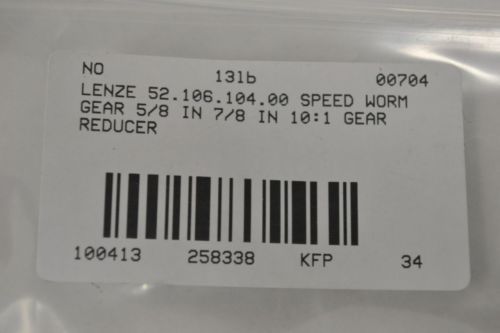 NO 131b 00704
LENZE 52.106.104.00 SPEED WORM
GEAR 5/8 IN 7/8 IN 10:1 GEAR
REDUCER
100413 258338 KFP 34